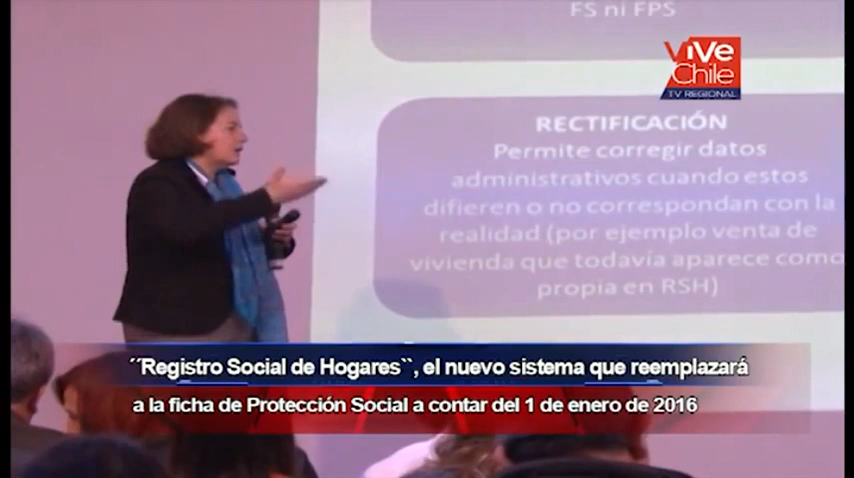 FS ni FPS
ViVe
Chile
TV REGIONAL
RECTIFICACIÓN
Permite corregir datos
administrativos cuando estos
difieren o no correspondan con la
realidad (por ejemplo venta de
vivienda que todavía aparece como
propia en RSH)
´´Registro Social de Hogares``, el nuevo sistema que reemplazará
a la ficha de Protección Social a contar del 1 de enero de 2016